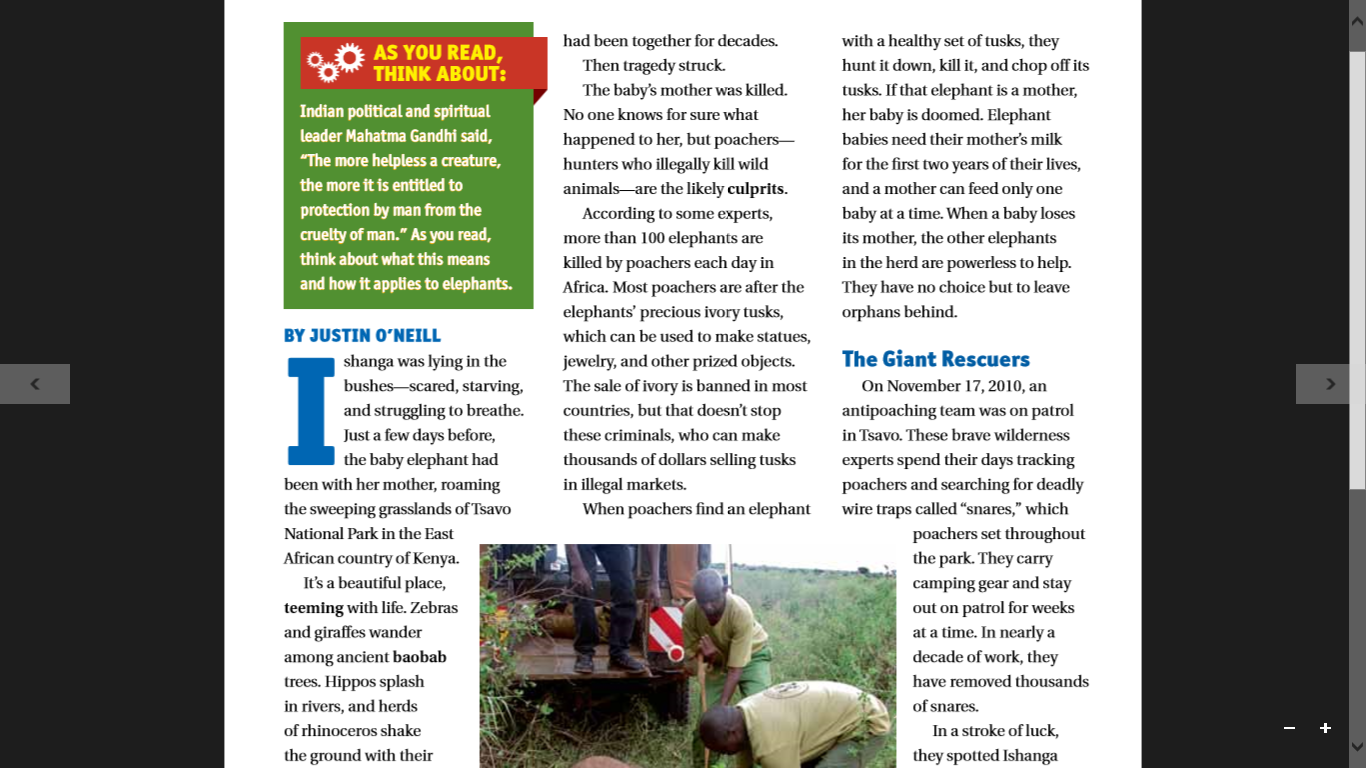 AS YOU READ,
THINK ABOUT:
Indian political and spiritual
leader Mahatma Gandhi said,
“The more helpless a creature,
the more it is entitled to
protection by man from the
cruelty of man.” As you read,
think about what this means
and how it applies to elephants.
BY JUSTIN O’NEILL
Ishanga was lying in the
bushes—scared, starving,
and struggling to breathe.
Just a few days before,
the baby elephant had
been with her mother, roaming
the sweeping grasslands of Tsavo
National Park in the East
African country of Kenya.
It’s a beautiful place,
teeming with life. Zebras
and giraffes wander
among ancient baobab
trees. Hippos splash
in rivers, and herds
of rhinoceros shake
the ground with their
had been together for decades.
Then tragedy struck.
The baby’s mother was killed.
No one knows for sure what
happened to her, but poachers—
hunters who illegally kill wild
animals—are the likely culprits.
According to some experts,
more than 100 elephants are
killed by poachers each day in
Africa. Most poachers are after the
elephants’ precious ivory tusks,
which can be used to make statues,
jewelry, and other prized objects.
The sale of ivory is banned in most
countries, but that doesn’t stop
these criminals, who can make
thousands of dollars selling tusks
in illegal markets.
When poachers find an elephant
with a healthy set of tusks, they
hunt it down, kill it, and chop off its
tusks. If that elephant is a mother,
her baby is doomed. Elephant
babies need their mother’s milk
for the first two years of their lives,
and a mother can feed only one
baby at a time. When a baby loses
its mother, the other elephants
in the herd are powerless to help.
They have no choice but to leave
orphans behind.
The Giant Rescuers
On November 17, 2010, an
antipoaching team was on patrol
in Tsavo. These brave wilderness
experts spend their days tracking
poachers and searching for deadly
wire traps called “snares,” which
poachers set throughout
the park. They carry
camping gear and stay
out on patrol for weeks
at a time. In nearly a
decade of work, they
have removed thousands
of snares.
In a stroke of luck,
they spotted Ishanga